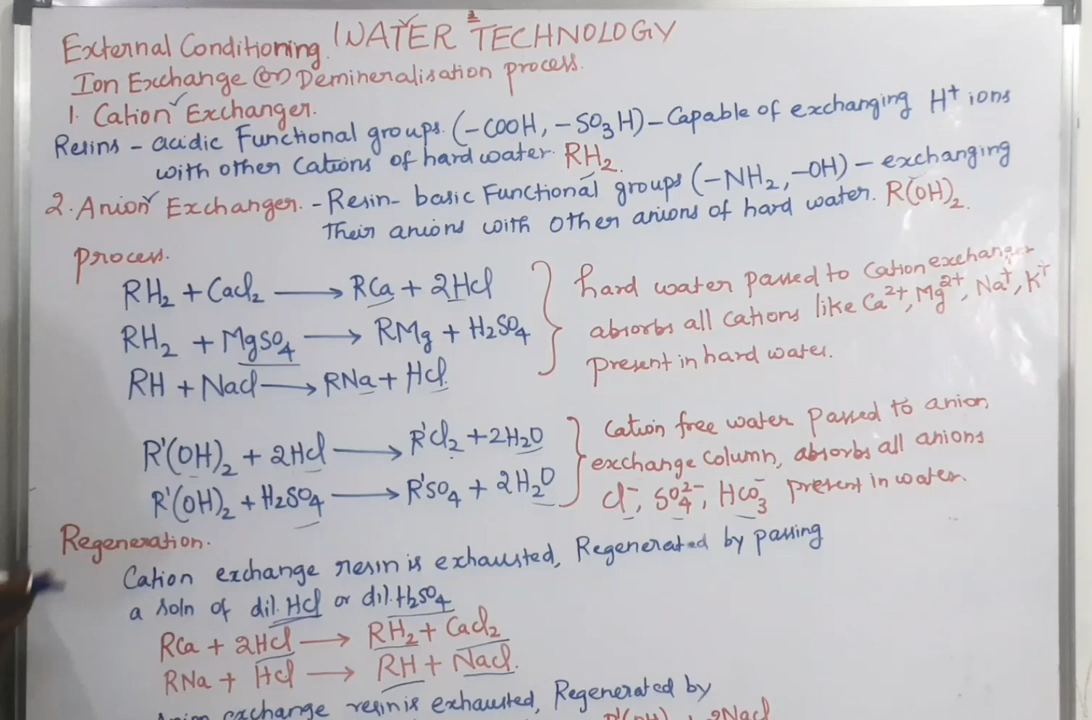 WATER TECHNOLOGY
External Conditioning.
Ion Exchange (or) Demineralisation process.
1. Cation Exchanger.
Resins - acidic Functional groups. (-COOH, -SO₃H) - Capable of exchanging H⁺ ions
with other Cations of hard water. RH₂.
2. Anion Exchanger. - Resin - basic Functional groups (-NH₂, -OH) - exchanging
Their anions with other anions of hard water. R(OH)₂.
Process.
RH₂ + CaCl₂ ⟶ RCa + 2HCl
RH₂ + MgSO₄ ⟶ RMg + H₂SO₄
RH + NaCl ⟶ RNa + HCl.
hard water passed to Cation exchanger
absorbs all cations like Ca²⁺, Mg²⁺, Na⁺, K⁺
Present in hard water.
R'(OH)₂ + 2HCl ⟶ R'Cl₂ + 2H₂O
R'(OH)₂ + H₂SO₄ ⟶ R'SO₄ + 2H₂O
Cation free water Passed to anion
exchange Column, absorbs all anions
Cl⁻, SO₄²⁻, HCO₃⁻ present in water.
Regeneration.
Cation exchange resin is exhausted, Regenerated by passing
a soln of dil. HCl or dil. H₂SO₄
RCa + 2HCl ⟶ RH₂ + CaCl₂
RNa + HCl ⟶ RH + NaCl.
Anion exchange resin is exhausted, Regenerated by